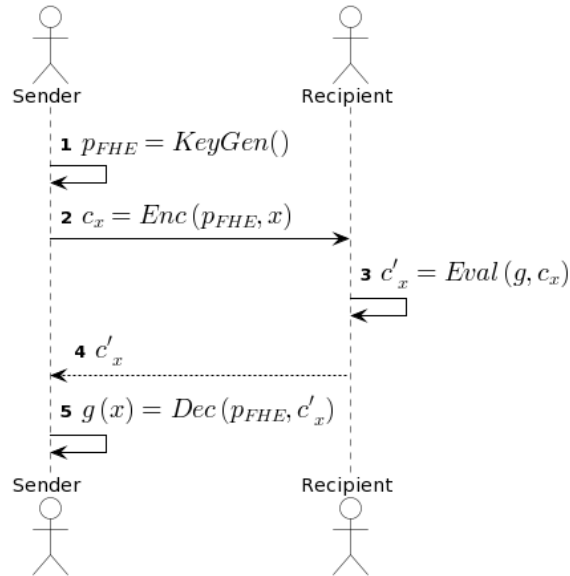 Sender Recipient
1 p_FHE = KeyGen()
2 c_x = Enc (p_FHE, x)
3 c'_x = Eval (g, c_x)
4 c'_x
5 g (x) = Dec (p_FHE, c'_x)
Sender Recipient